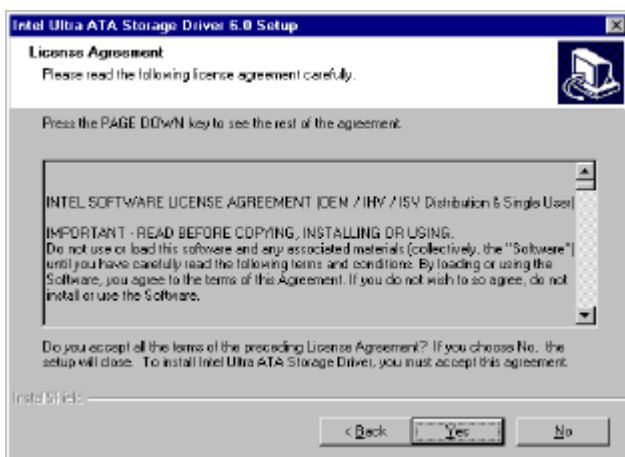 Intel Ultra ATA Storage Driver 6.0 Setup
License Agreement
Please read the following license agreement carefully.
Press the PAGE DOWN key to see the rest of the agreement.
INTEL SOFTWARE LICENSE AGREEMENT (OEM / IHV / ISV Distribution & Single User)
IMPORTANT - READ BEFORE COPYING, INSTALLING OR USING.
Do not use or load this software and any associated materials (collectively, the "Software")
until you have carefully read the following terms and conditions. By loading or using the
Software, you agree to the terms of this Agreement. If you do not wish to so agree, do not
install or use the Software.
Do you accept all the terms of the preceding License Agreement? If you choose No, the
setup will close. To install Intel Ultra ATA Storage Driver, you must accept this agreement.
InstallShield
< Back
Yes
No